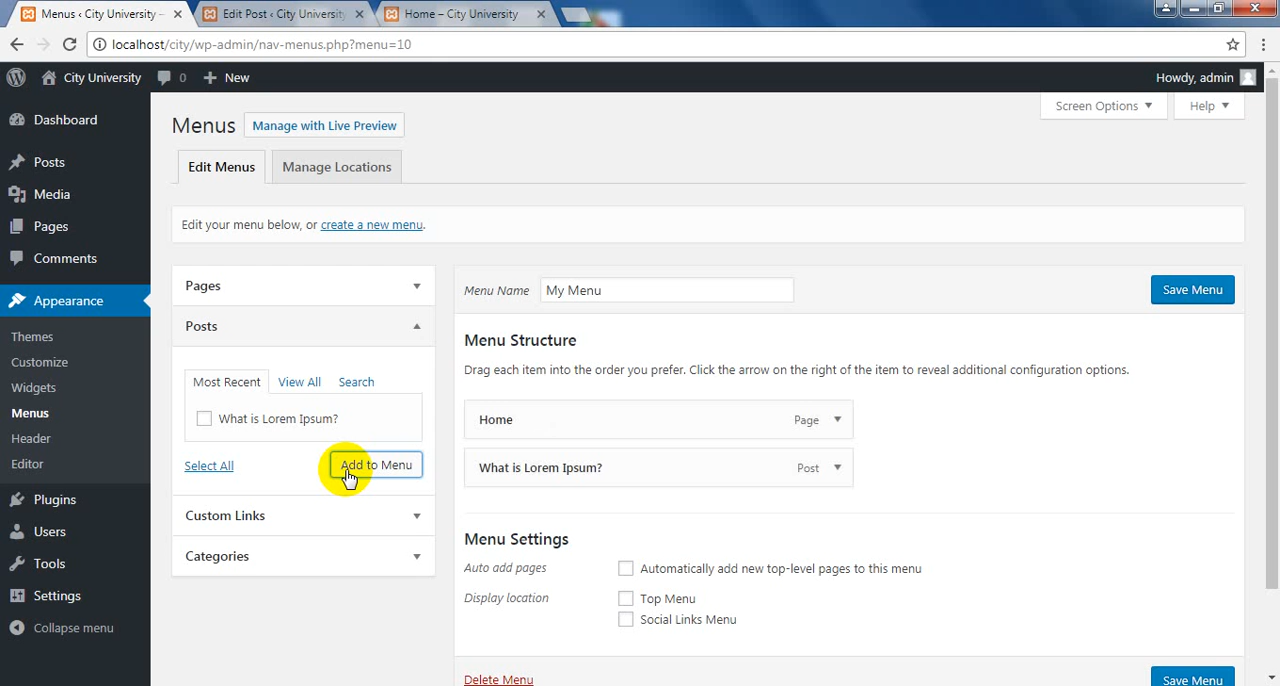 Menus ‹ City University –
Edit Post ‹ City University
Home – City University
localhost/city/wp-admin/nav-menus.php?menu=10
City University
0
New
Howdy, admin
Dashboard
Posts
Media
Pages
Comments
Appearance
Themes
Customize
Widgets
Menus
Header
Editor
Plugins
Users
Tools
Settings
Collapse menu
Screen Options
Help
Menus
Manage with Live Preview
Edit Menus
Manage Locations
Edit your menu below, or create a new menu.
Pages
Posts
Most Recent
View All
Search
What is Lorem Ipsum?
Select All
Add to Menu
Custom Links
Categories
Menu Name
My Menu
Save Menu
Menu Structure
Drag each item into the order you prefer. Click the arrow on the right of the item to reveal additional configuration options.
Home
Page
What is Lorem Ipsum?
Post
Menu Settings
Auto add pages
Automatically add new top-level pages to this menu
Display location
Top Menu
Social Links Menu
Delete Menu
Save Menu